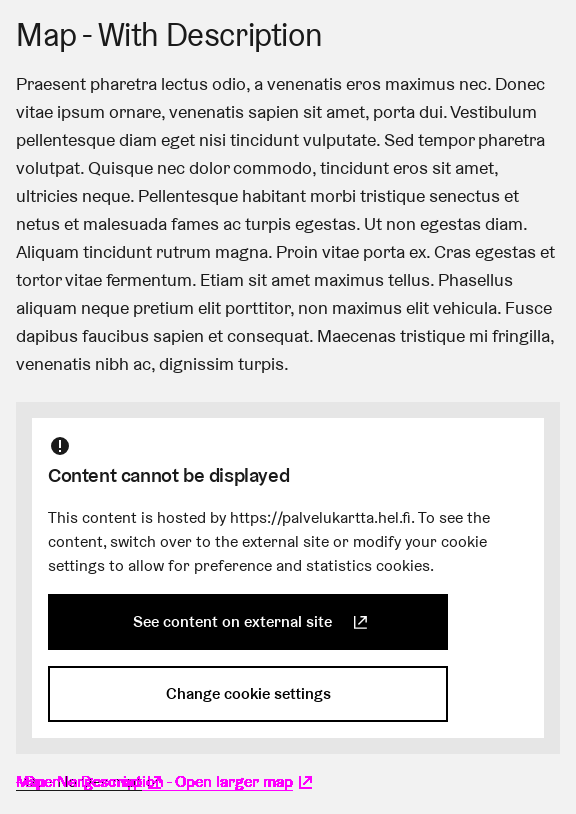 Map - With Description
Praesent pharetra lectus odio, a venenatis eros maximus nec. Donec
vitae ipsum ornare, venenatis sapien sit amet, porta dui. Vestibulum
pellentesque diam eget nisi tincidunt vulputate. Sed tempor pharetra
volutpat. Quisque nec dolor commodo, tincidunt eros sit amet,
ultricies neque. Pellentesque habitant morbi tristique senectus et
netus et malesuada fames ac turpis egestas. Ut non egestas diam.
Aliquam tincidunt rutrum magna. Proin vitae porta ex. Cras egestas et
tortor vitae fermentum. Etiam sit amet maximus tellus. Phasellus
aliquam neque pretium elit porttitor, non maximus elit vehicula. Fusce
dapibus faucibus sapien et consequat. Maecenas tristique mi fringilla,
venenatis nibh ac, dignissim turpis.
Content cannot be displayed
This content is hosted by https://palvelukartta.hel.fi. To see the
content, switch over to the external site or modify your cookie
settings to allow for preference and statistics cookies.
See content on external site
Change cookie settings
- Open larger map